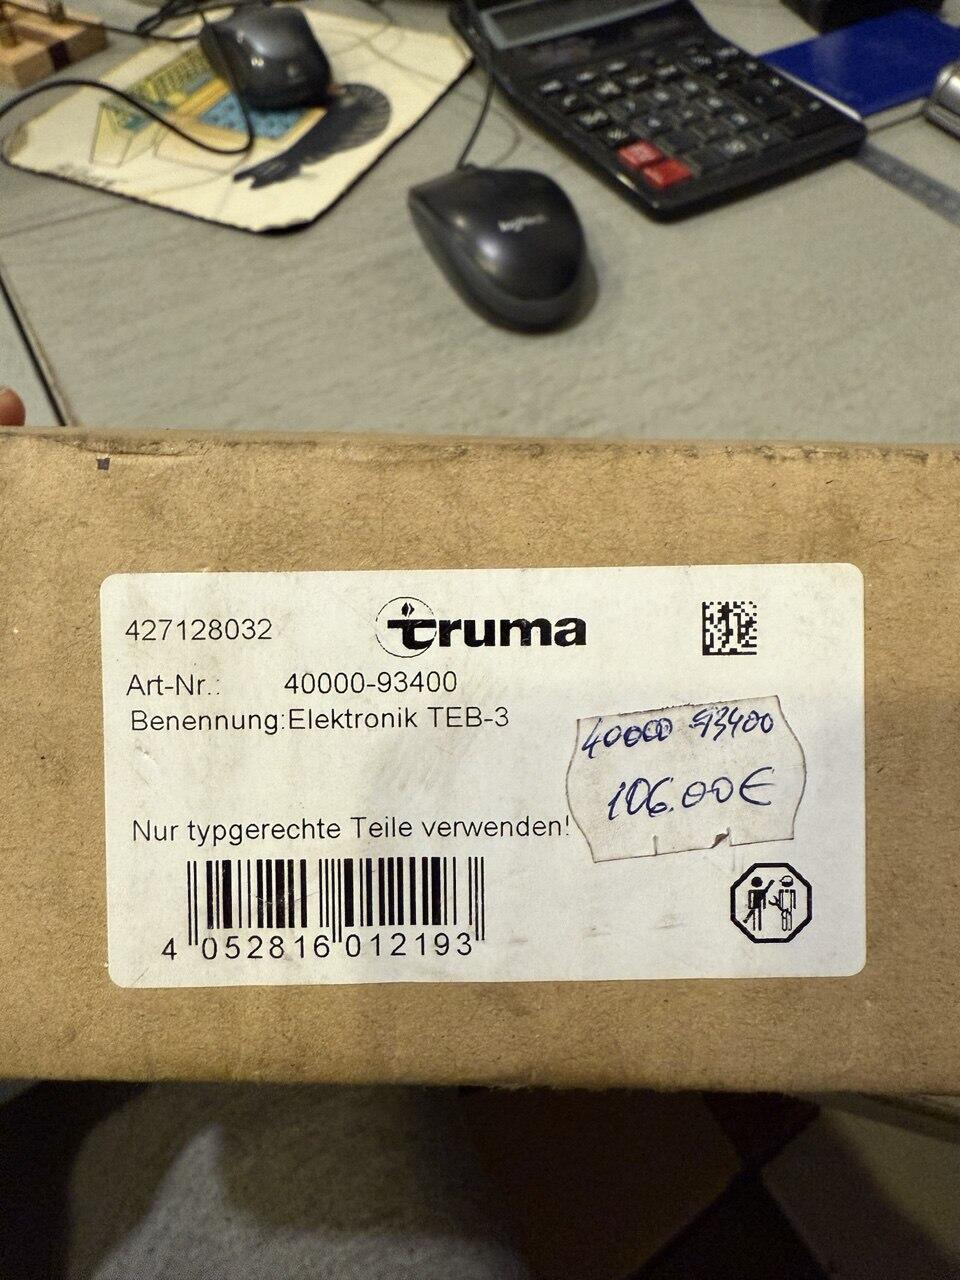 logitech
427128032
truma
Art-Nr.: 40000-93400
Benennung:Elektronik TEB-3
40000-93400
106.00€
Nur typgerechte Teile verwenden!
4 052816 012193